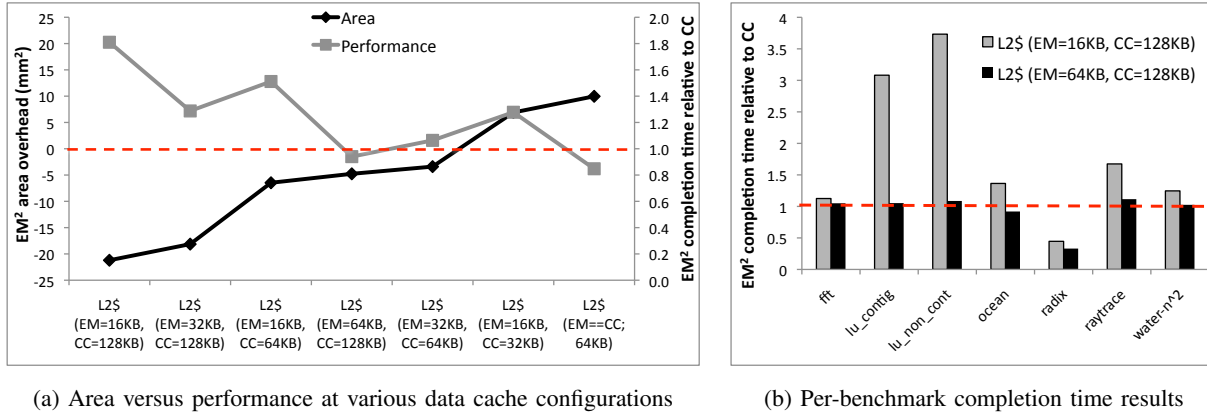 Area
Performance
EM² area overhead (mm²)
25
20
15
10
5
0
-5
-10
-15
-20
-25
2.0
1.8
1.6
1.4
1.2
1.0
0.8
0.6
0.4
0.2
0.0
EM² completion time relative to CC
L2$ (EM=16KB, CC=128KB)
L2$ (EM=32KB, CC=128KB)
L2$ (EM=16KB, CC=64KB)
L2$ (EM=64KB, CC=128KB)
L2$ (EM=32KB, CC=64KB)
L2$ (EM=16KB, CC=32KB)
L2$ (EM==CC; 64KB)
(a) Area versus performance at various data cache configurations
EM² completion time relative to CC
4
3.5
3
2.5
2
1.5
1
0.5
0
L2$ (EM=16KB, CC=128KB)
L2$ (EM=64KB, CC=128KB)
fft
lu_contig
lu_non_cont
ocean
radix
raytrace
water-n^2
(b) Per-benchmark completion time results